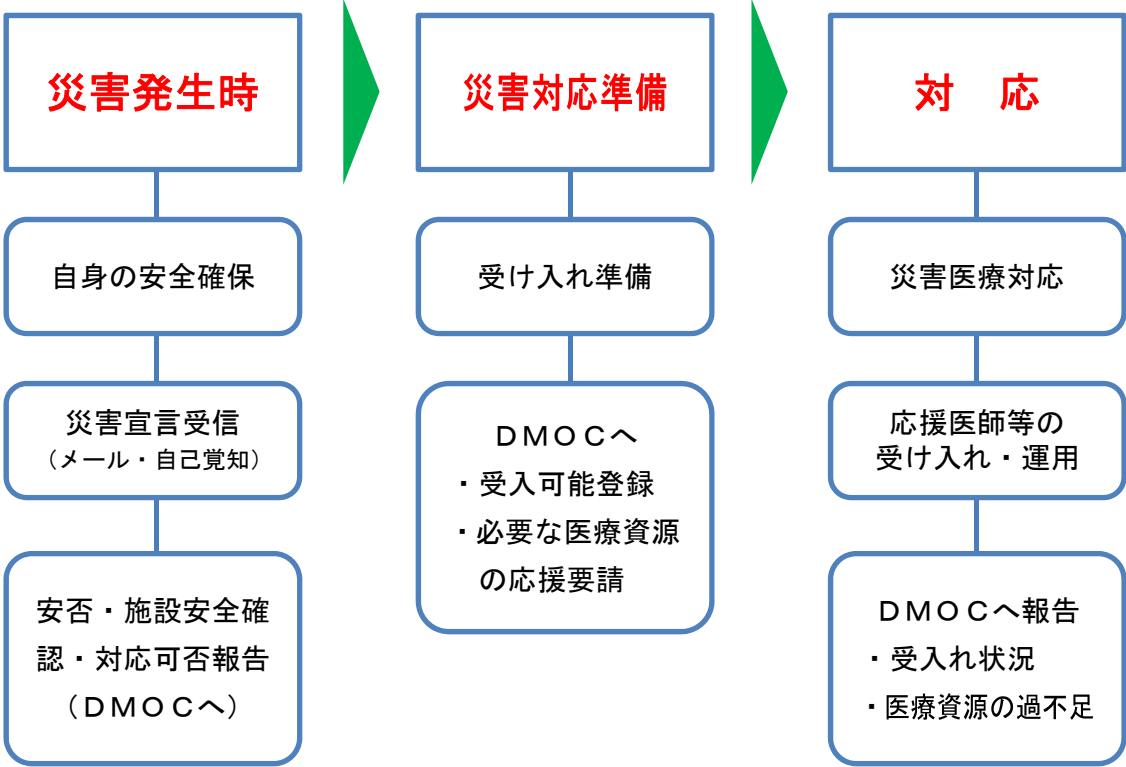 災害発生時
自身の安全確保
災害宣言受信
（メール・自己覚知）
安否・施設安全確
認・対応可否報告
（ＤＭＯＣへ）
災害対応準備
受け入れ準備
ＤＭＯＣへ
・受入可能登録
・必要な医療資源
の応援要請
対　応
災害医療対応
応援医師等の
受け入れ・運用
ＤＭＯＣへ報告
・受入れ状況
・医療資源の過不足